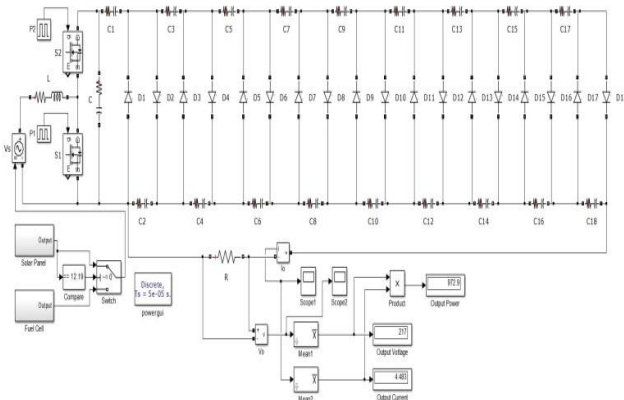 P2
C1 C3 C5 C7 C9 C11 C13 C15 C17
S2
L
C
D1 D2 D3 D4 D5 D6 D7 D8 D9 D10 D11 D12 D13 D14 D15 D16 D17 D1
P1
S1
Vs
C2 C4 C6 C8 C10 C12 C14 C16 C18
Output
Solar Panel
== 12.19
Compare
Switch
Output
Fuel Cell
Discrete,
Ts = 5e-05 s.
powergui
R
Io
Scope1
Scope2
Product
972.9
Output Power
Vo
Mean1
217
Output Voltage
Mean2
4.483
Output Current